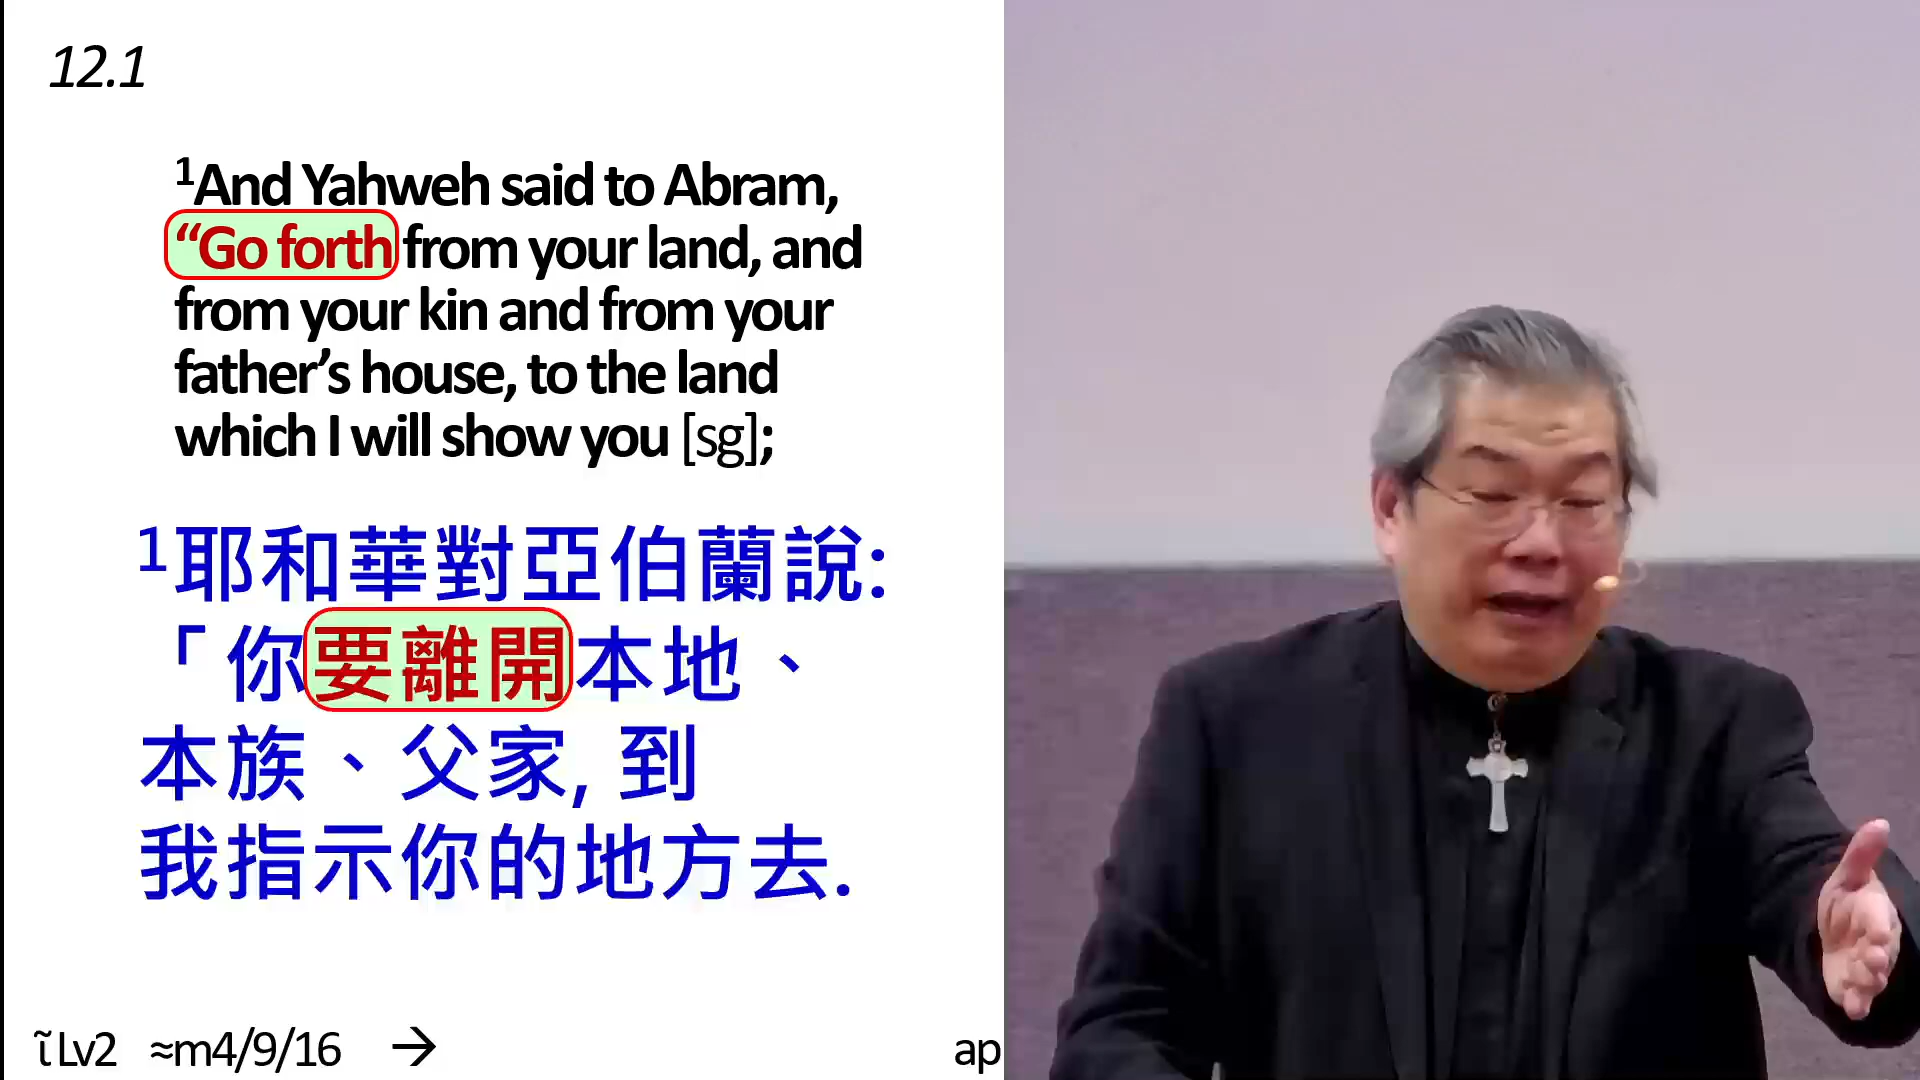 12.1
¹And Yahweh said to Abram,
“Go forth from your land, and
from your kin and from your
father’s house, to the land
which I will show you [sg];
¹耶和華對亞伯蘭說:
「你要離開本地、
本族、父家, 到
我指示你的地方去.
ῖLv2 ≈m4/9/16 → ap